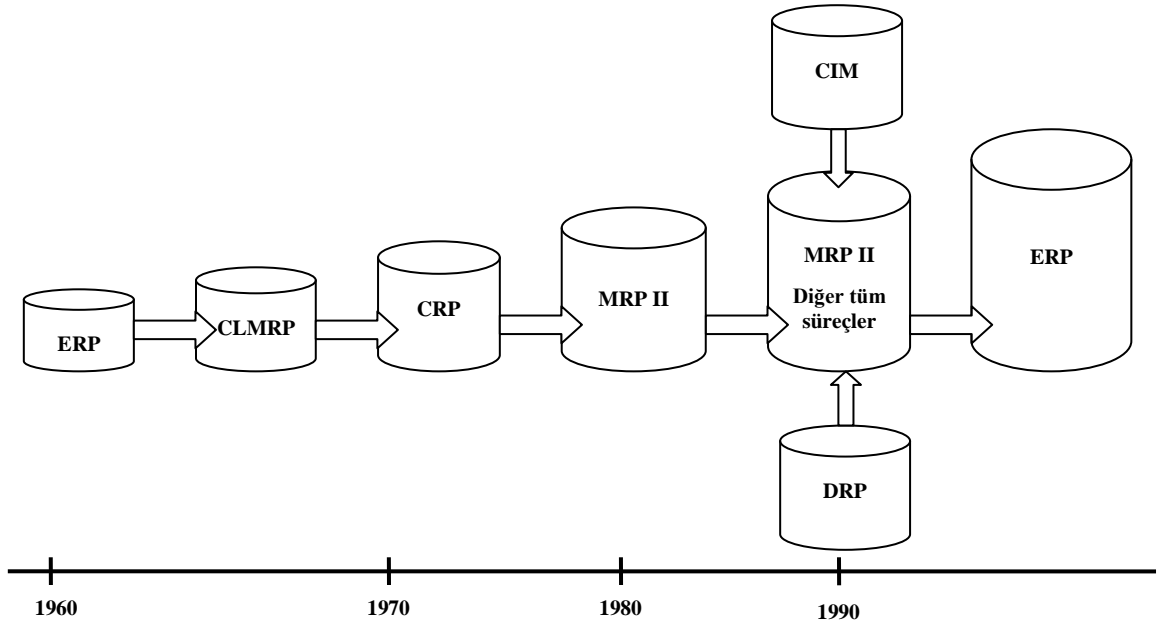 CIM
ERP
CLMRP
CRP
MRP II
MRP II
Diğer tüm
süreçler
ERP
DRP
1960
1970
1980
1990